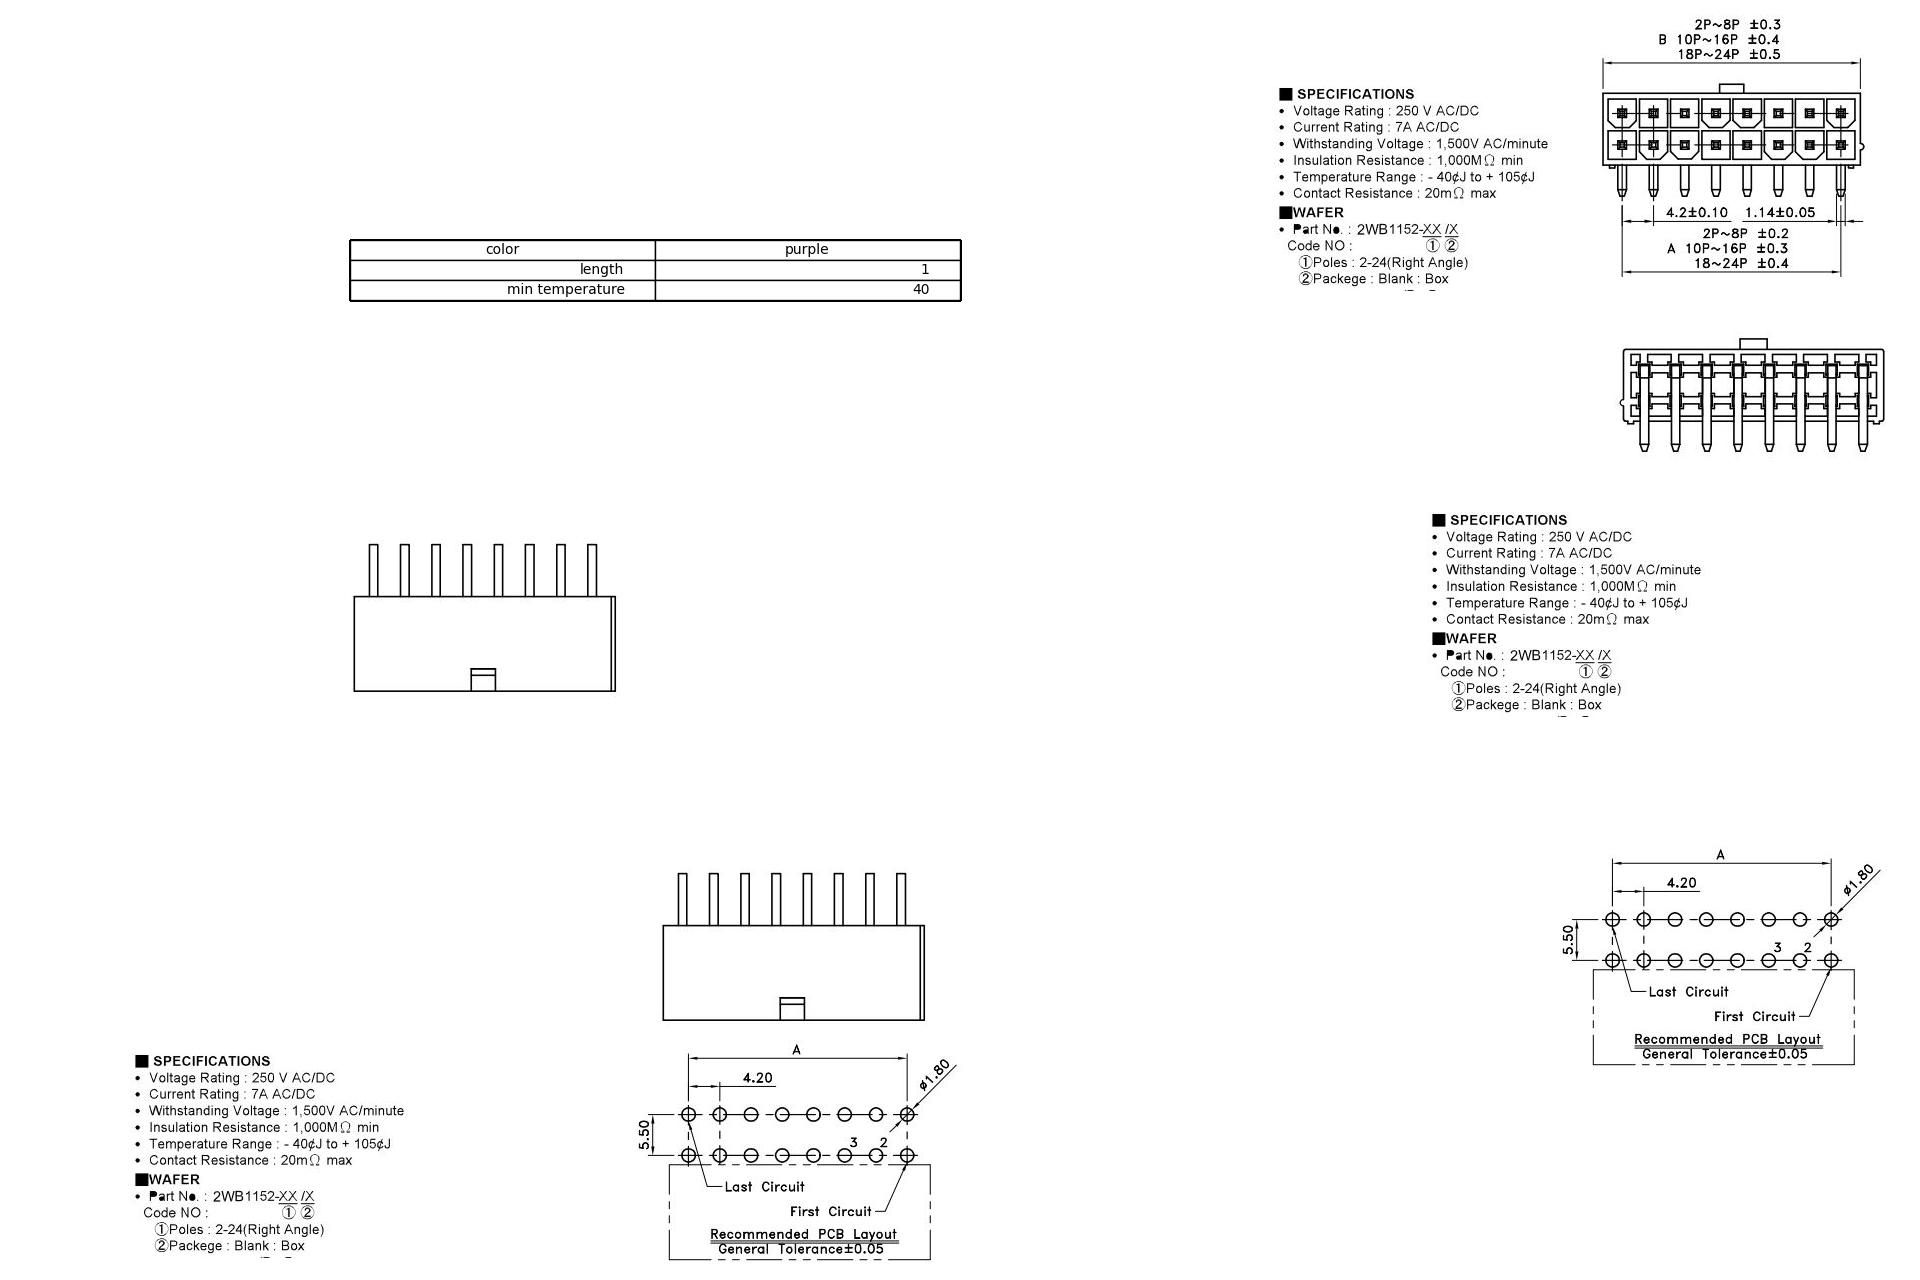 2P~8P ±0.3
B 10P~16P ±0.4
18P~24P ±0.5
■ SPECIFICATIONS
• Voltage Rating : 250 V AC/DC
• Current Rating : 7A AC/DC
• Withstanding Voltage : 1,500V AC/minute
• Insulation Resistance : 1,000MΩ min
• Temperature Range : - 40¢J to + 105¢J
• Contact Resistance : 20mΩ max
■WAFER
• Part No. : 2WB1152-XX /X
Code NO : ① ②
①Poles : 2-24(Right Angle)
②Packege : Blank : Box
4.2±0.10 1.14±0.05
2P~8P ±0.2
A 10P~16P ±0.3
18~24P ±0.4
color purple
length 1
min temperature 40
■ SPECIFICATIONS
• Voltage Rating : 250 V AC/DC
• Current Rating : 7A AC/DC
• Withstanding Voltage : 1,500V AC/minute
• Insulation Resistance : 1,000MΩ min
• Temperature Range : - 40¢J to + 105¢J
• Contact Resistance : 20mΩ max
■WAFER
• Part No. : 2WB1152-XX /X
Code NO : ① ②
①Poles : 2-24(Right Angle)
②Packege : Blank : Box
A
4.20
ø1.80
5.50
3 2
Last Circuit
First Circuit
Recommended PCB Layout
General Tolerance±0.05
■ SPECIFICATIONS
• Voltage Rating : 250 V AC/DC
• Current Rating : 7A AC/DC
• Withstanding Voltage : 1,500V AC/minute
• Insulation Resistance : 1,000MΩ min
• Temperature Range : - 40¢J to + 105¢J
• Contact Resistance : 20mΩ max
■WAFER
• Part No. : 2WB1152-XX /X
Code NO : ① ②
①Poles : 2-24(Right Angle)
②Packege : Blank : Box
A
4.20
ø1.80
5.50
3 2
Last Circuit
First Circuit
Recommended PCB Layout
General Tolerance±0.05